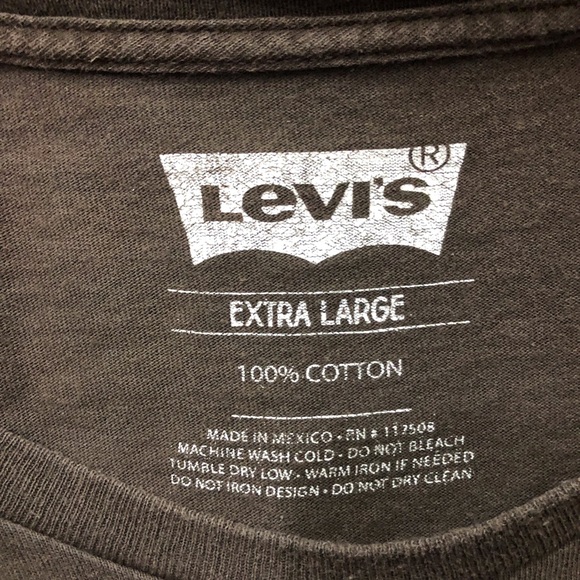 Levi's®
EXTRA LARGE
100% COTTON
MADE IN MEXICO • RN # 117508
MACHINE WASH COLD • DO NOT BLEACH
TUMBLE DRY LOW • WARM IRON IF NEEDED
DO NOT IRON DESIGN • DO NOT DRY CLEAN